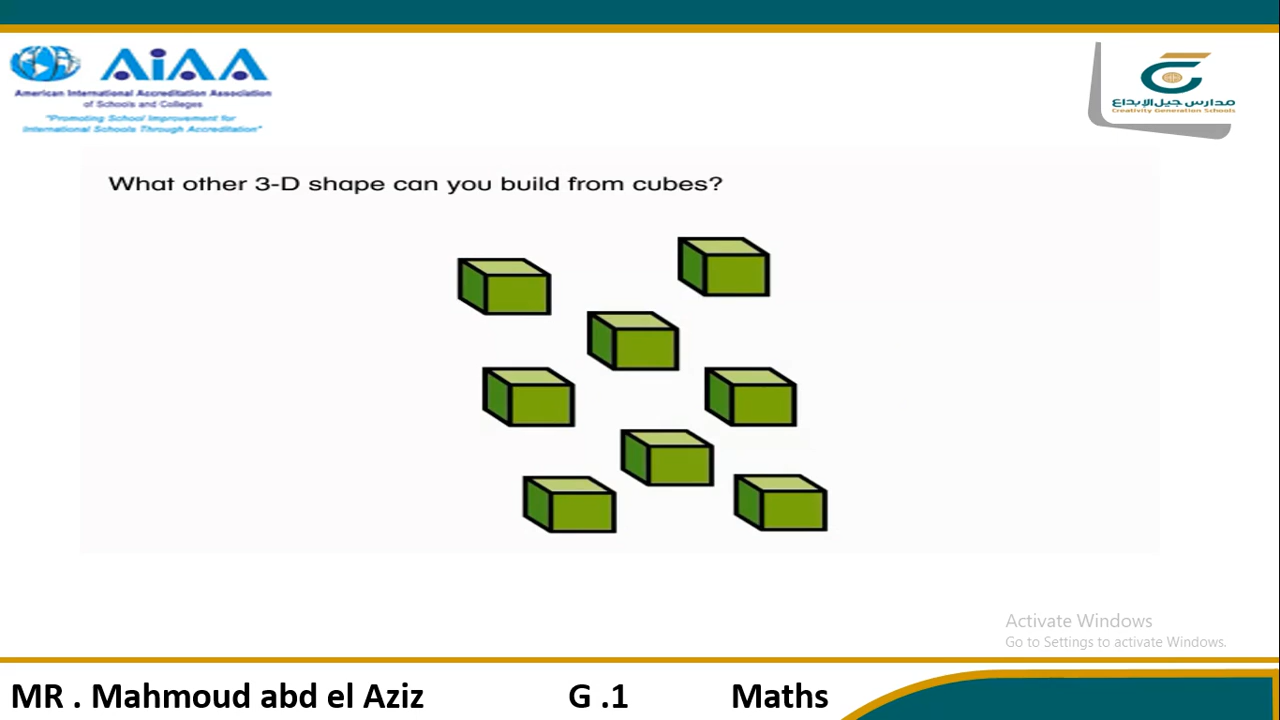 AiAA
American International Accreditation Association
of Schools and Colleges
"Promoting School Improvement for
International Schools Through Accreditation"
مدارس جيل الإبداع
Creativity Generation Schools
What other 3-D shape can you build from cubes?
Activate Windows
Go to Settings to activate Windows.
MR . Mahmoud abd el Aziz G .1 Maths